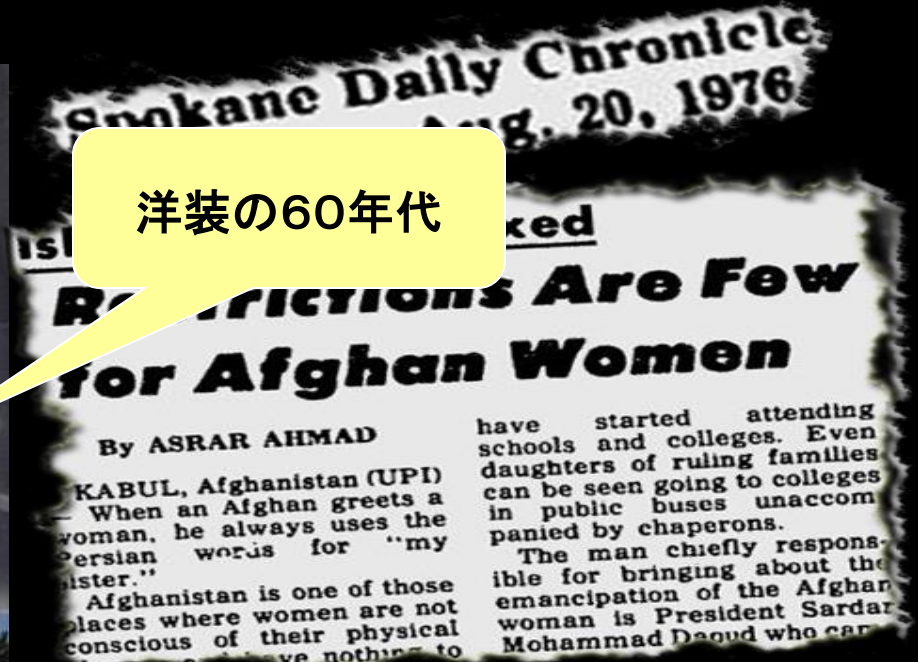 Spokane Daily Chronicle
Aug. 20, 1976
洋装の60年代
Isl xed
Restrictions Are Few
for Afghan Women
By ASRAR AHMAD
KABUL, Afghanistan (UPI)
— When an Afghan greets a
woman, he always uses the
Persian words for "my
sister."
Afghanistan is one of those
places where women are not
conscious of their physical
have nothing to
have started attending
schools and colleges. Even
daughters of ruling families
can be seen going to colleges
in public buses unaccom
panied by chaperons.
The man chiefly respons-
ible for bringing about the
emancipation of the Afghan
woman is President Sardar
Mohammad Daoud who cam